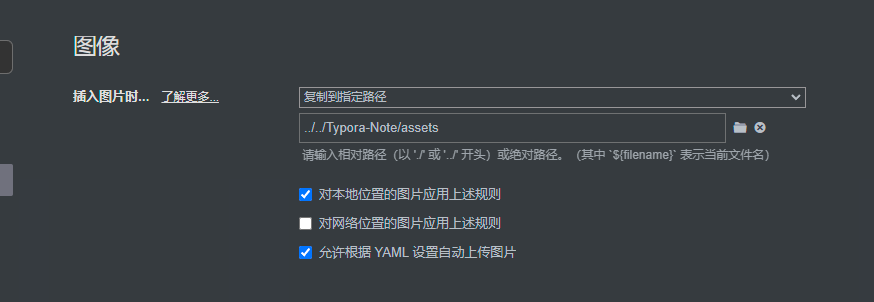 图像
插入图片时... 了解更多... 复制到指定路径
../../Typora-Note/assets
请输入相对路径（以 './' 或 '../' 开头）或绝对路径。（其中 `${filename}` 表示当前文件名）
对本地位置的图片应用上述规则
对网络位置的图片应用上述规则
允许根据 YAML 设置自动上传图片